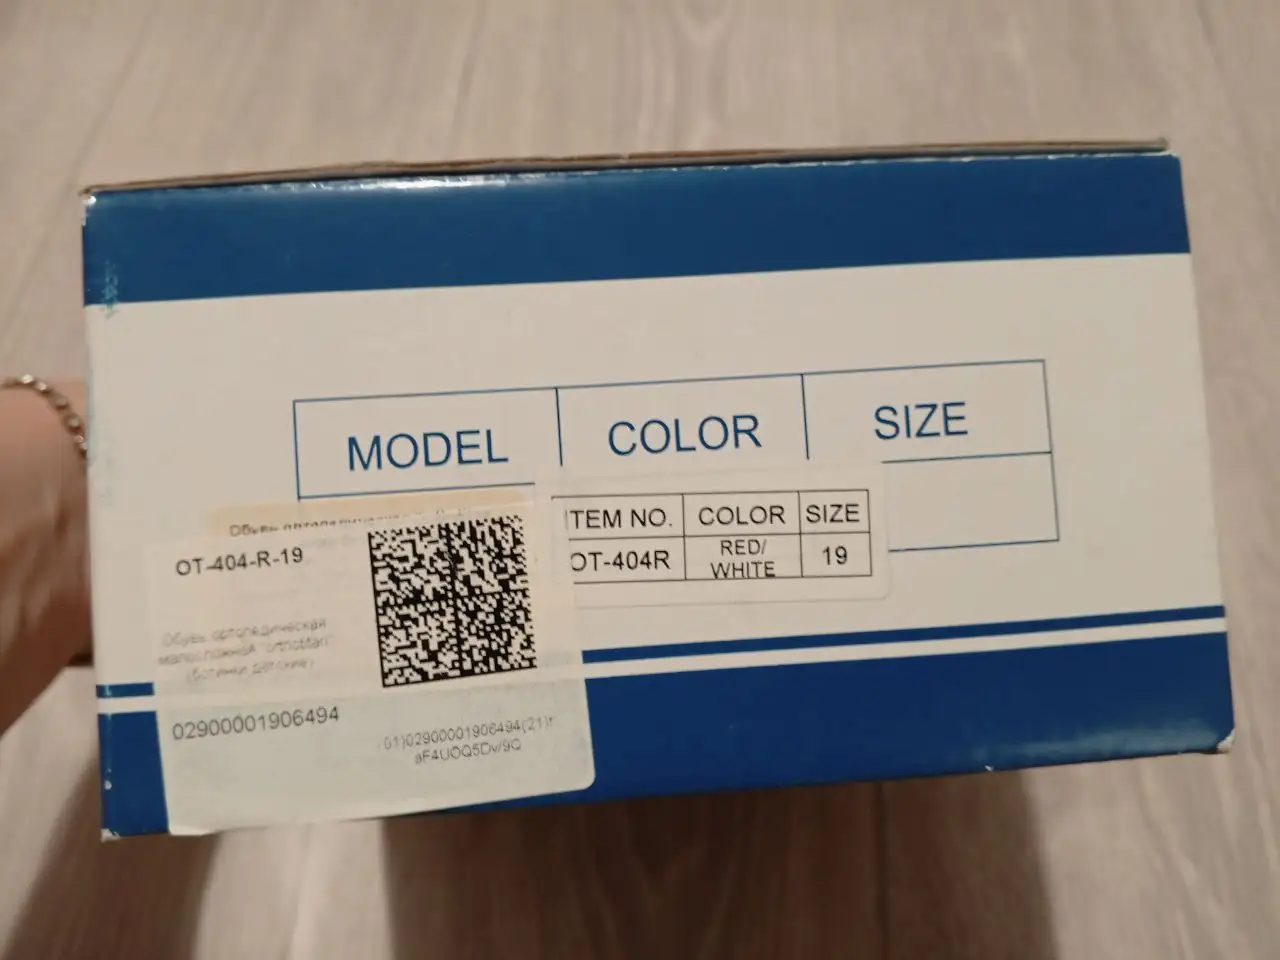 MODEL COLOR SIZE
ITEM NO. COLOR SIZE
OT-404R RED/ WHITE 19
Обувь
OT-404-R-19
Обувь ортопедическая
малосложная
(ботинки детские)
02900001906494
(01)02900001906494(21)
aF4UOQ5Dv/9Q